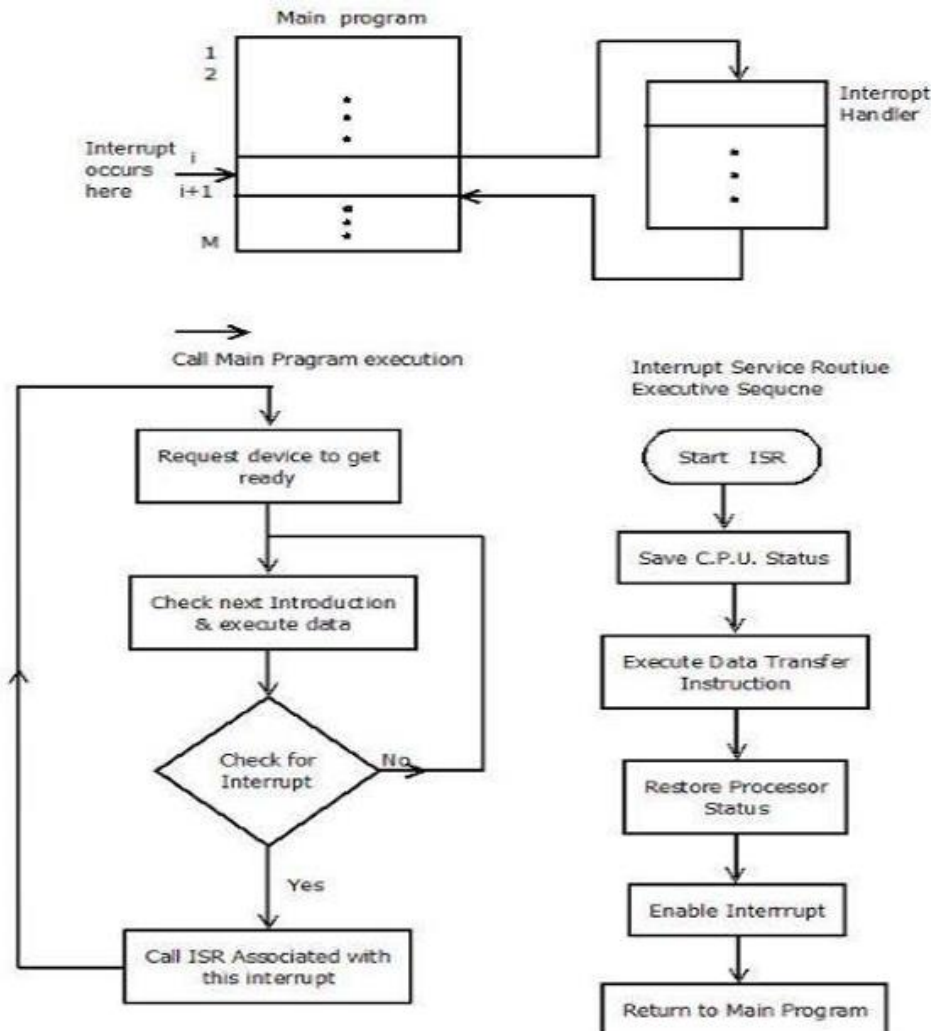 Main program
1
2
Interrupt
occurs
here
i
i+1
M
Interropt
Handler
Call Main Pragram execution
Request device to get
ready
Check next Introduction
& execute data
Check for
Interrupt
No
Yes
Call ISR Associated with
this interrupt
Interrupt Service Routiue
Executive Sequcne
Start ISR
Save C.P.U. Status
Execute Data Transfer
Instruction
Restore Processor
Status
Enable Interrrupt
Return to Main Program